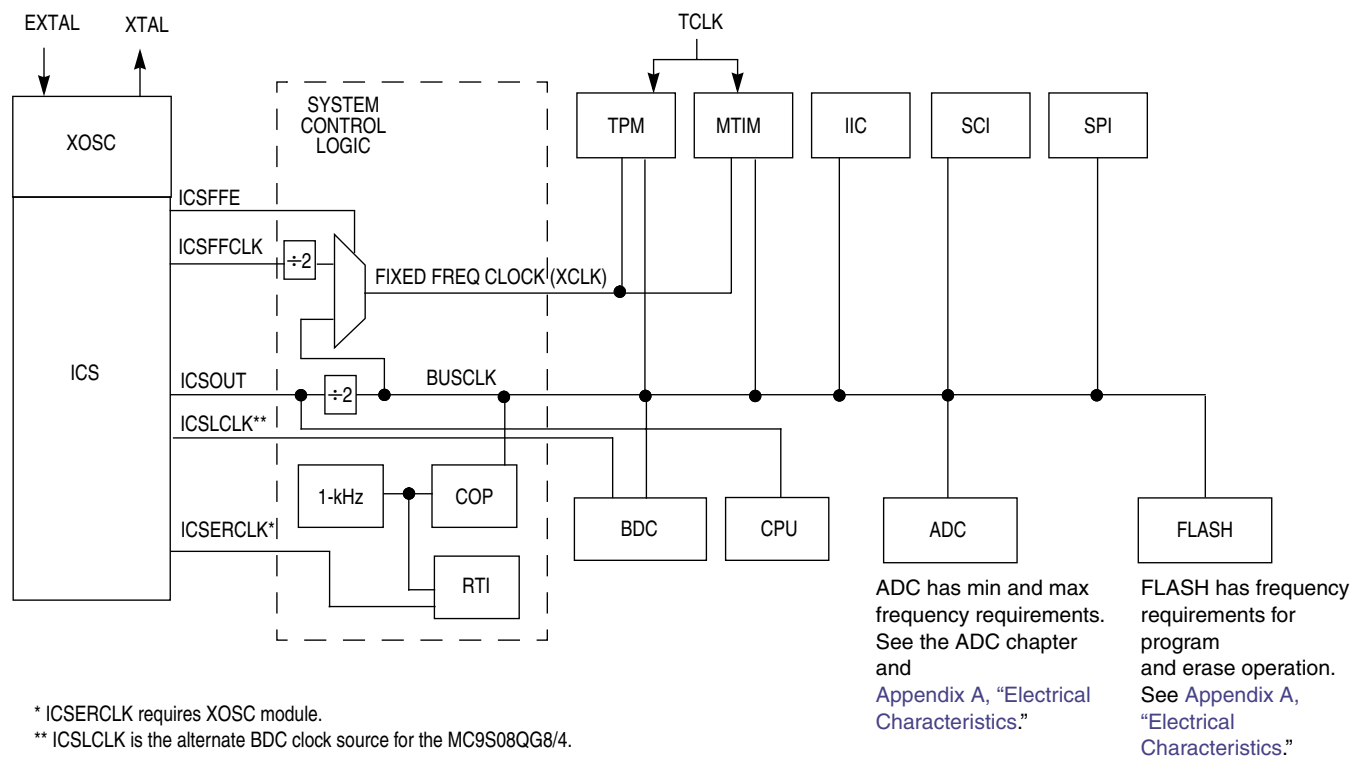 EXTAL
XTAL
TCLK
SYSTEM
CONTROL
LOGIC
XOSC
TPM
MTIM
IIC
SCI
SPI
ICSFFE
ICSFFCLK
÷2
FIXED FREQ CLOCK (XCLK)
ICS
ICSOUT
÷2
BUSCLK
ICSLCLK**
1-kHz
COP
ICSERCLK*
RTI
BDC
CPU
ADC
FLASH
ADC has min and max
frequency requirements.
See the ADC chapter
and
Appendix A, “Electrical
Characteristics.”
FLASH has frequency
requirements for
program
and erase operation.
See Appendix A,
“Electrical
Characteristics.”
* ICSERCLK requires XOSC module.
** ICSLCLK is the alternate BDC clock source for the MC9S08QG8/4.